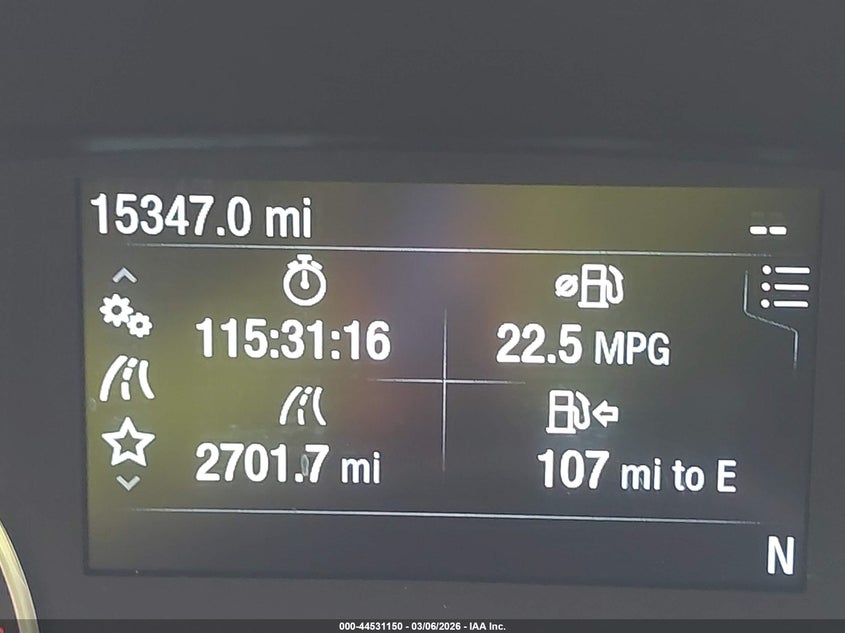 15347.0 mi --
115:31:16
22.5 MPG
2701.7 mi
107 mi to E
N
000-44531150 - 03/06/2026 - IAA Inc.